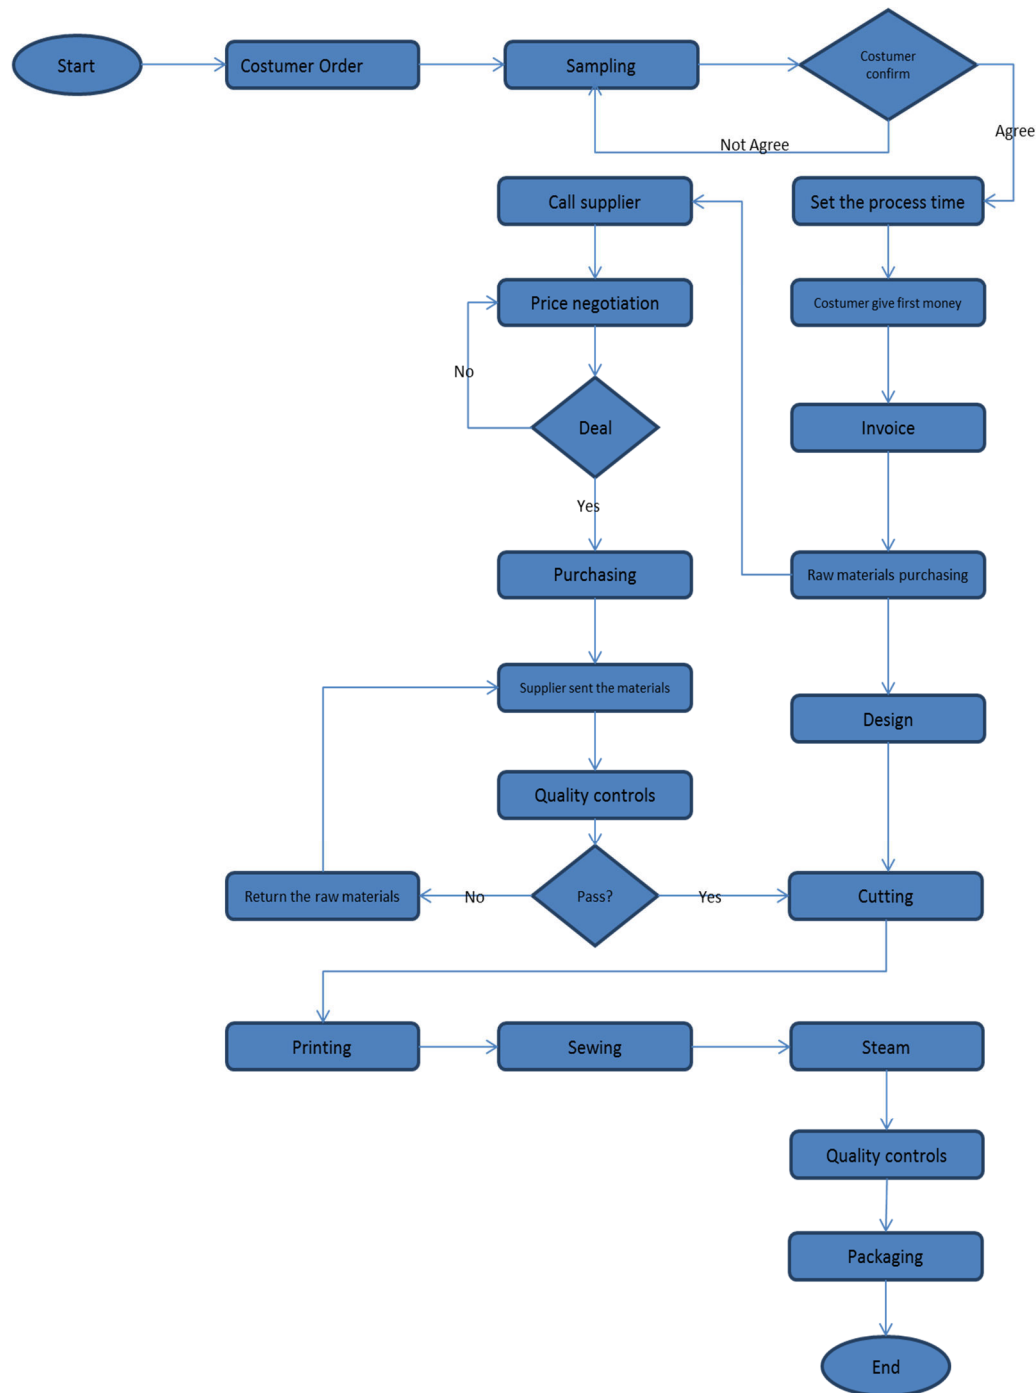 Start
Costumer Order
Sampling
Costumer
confirm
Agree
Not Agree
Call supplier
Set the process time
Price negotiation
Costumer give first money
No
Deal
Invoice
Yes
Purchasing
Raw materials purchasing
Supplier sent the materials
Design
Quality controls
Return the raw materials
No
Pass?
Yes
Cutting
Printing
Sewing
Steam
Quality controls
Packaging
End